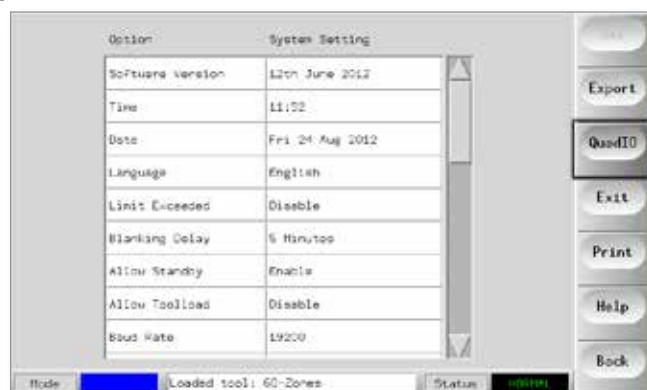 Option System Setting
Software Version 12th June 2012
Time 11:52
Date Fri 24 Aug 2012
Language English
Limit Exceeded Disable
Blanking Delay 5 Minutes
Allow Standby Enable
Allow Toolload Disable
Baud Rate 19200
Export
QuadIO
Exit
Print
Help
Back
Mode Loaded tool: 60-Zones Status NORMAL